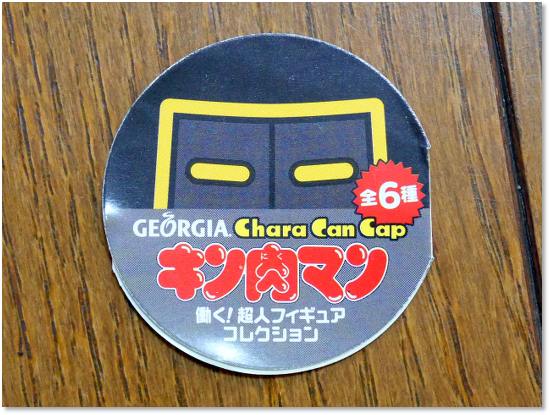 全6種
GEORGIA Chara Can Cap
キン肉マン
働く!超人フィギュア
コレクション